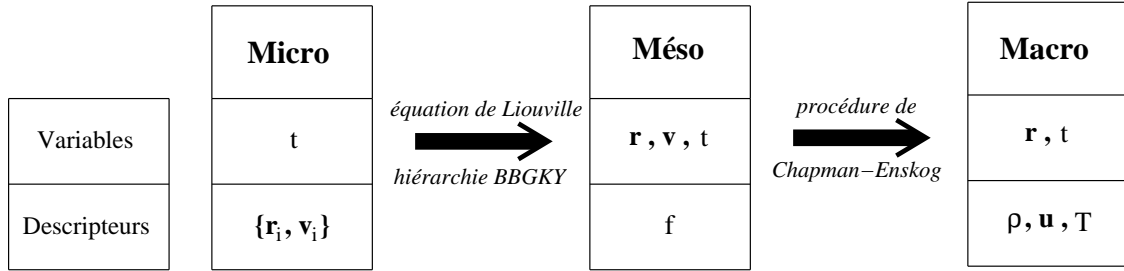 Micro Méso Macro
équation de Liouville procédure de
Variables t r , v , t r , t
hiérarchie BBGKY Chapman−Enskog
Descripteurs {r_i , v_i} f ρ, u , T